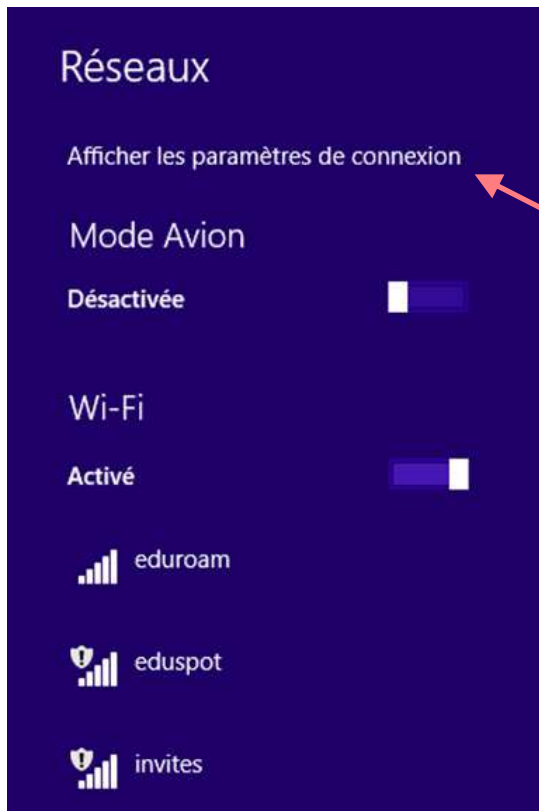 Réseaux
Afficher les paramètres de connexion
Mode Avion
Désactivée
Wi-Fi
Activé
eduroam
eduspot
invites